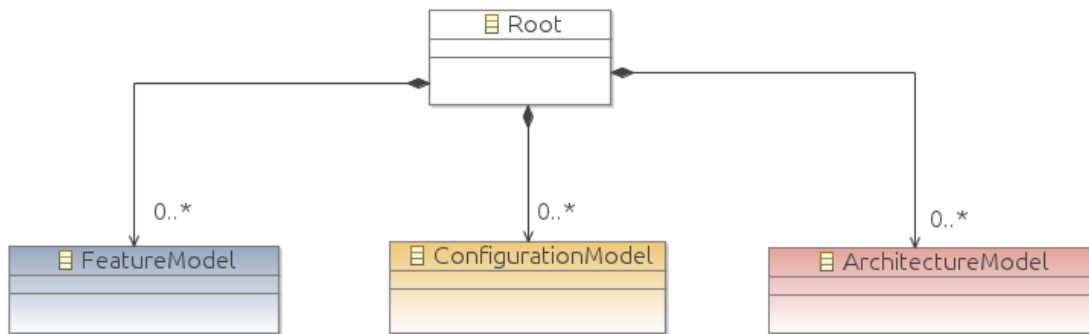 Root
0..*
0..*
0..*
FeatureModel
ConfigurationModel
ArchitectureModel